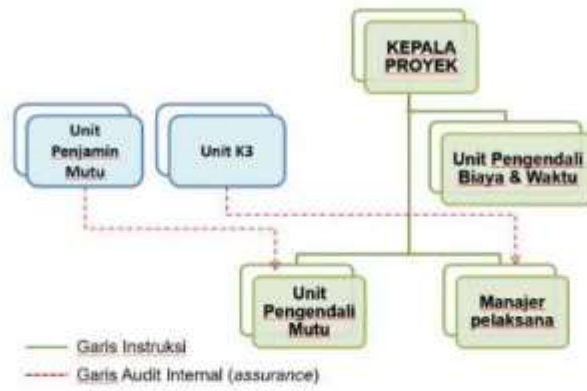 KEPALA
PROYEK
Unit
Penjamin
Mutu
Unit K3
Unit Pengendali
Biaya & Waktu
Unit
Pengendali
Mutu
Manajer
pelaksana
Garis Instruksi
Garis Audit Internal (assurance)